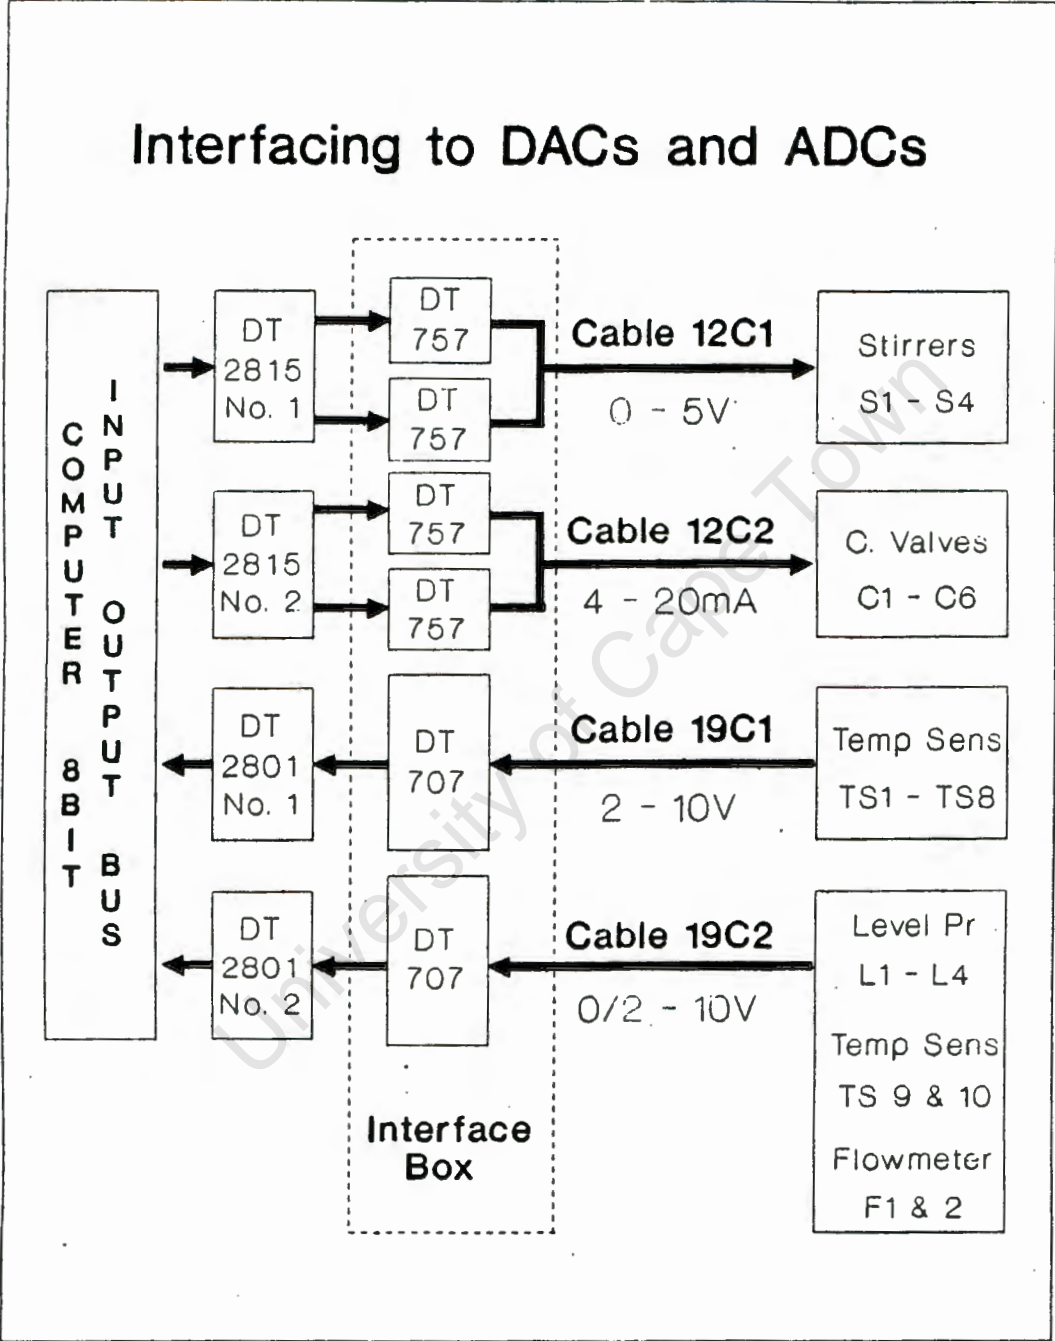 Interfacing to DACs and ADCs
COMPUTER 8BIT
INPUT OUTPUT BUS
DT
2815
No. 1
DT
757
DT
757
Cable 12C1
0 - 5V
Stirrers
S1 - S4
DT
2815
No. 2
DT
757
DT
757
Cable 12C2
4 - 20mA
C. Valves
C1 - C6
DT
2801
No. 1
DT
707
Cable 19C1
2 - 10V
Temp Sens
TS1 - TS8
DT
2801
No. 2
DT
707
Cable 19C2
0/2 - 10V
Level Pr
L1 - L4
Temp Sens
TS 9 & 10
Flowmeter
F1 & 2
Interface
Box
University of Cape Town